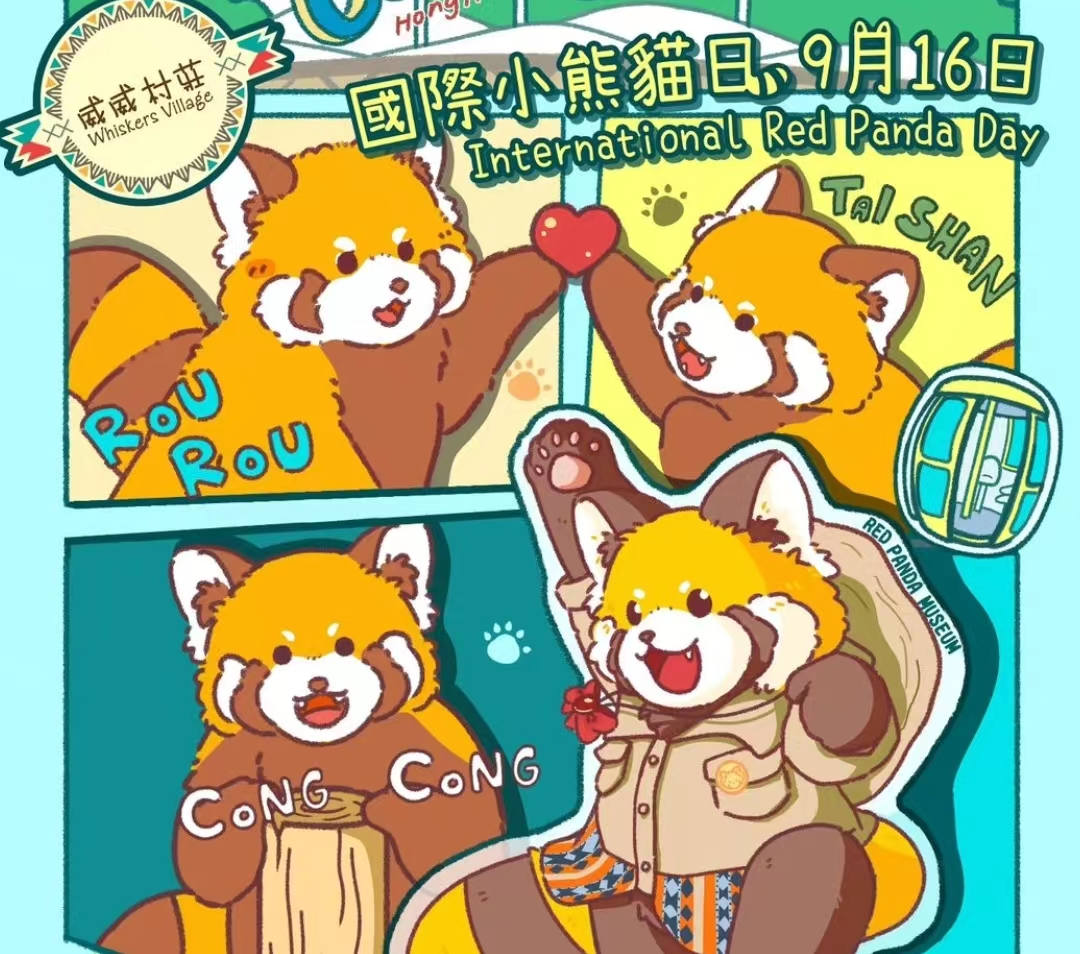 Hong
威威村莊
Whiskers Village
國際小熊貓日, 9月16日
International Red Panda Day
TAI SHAN
ROU
ROU
RED PANDA MUSEUM
CONG CONG